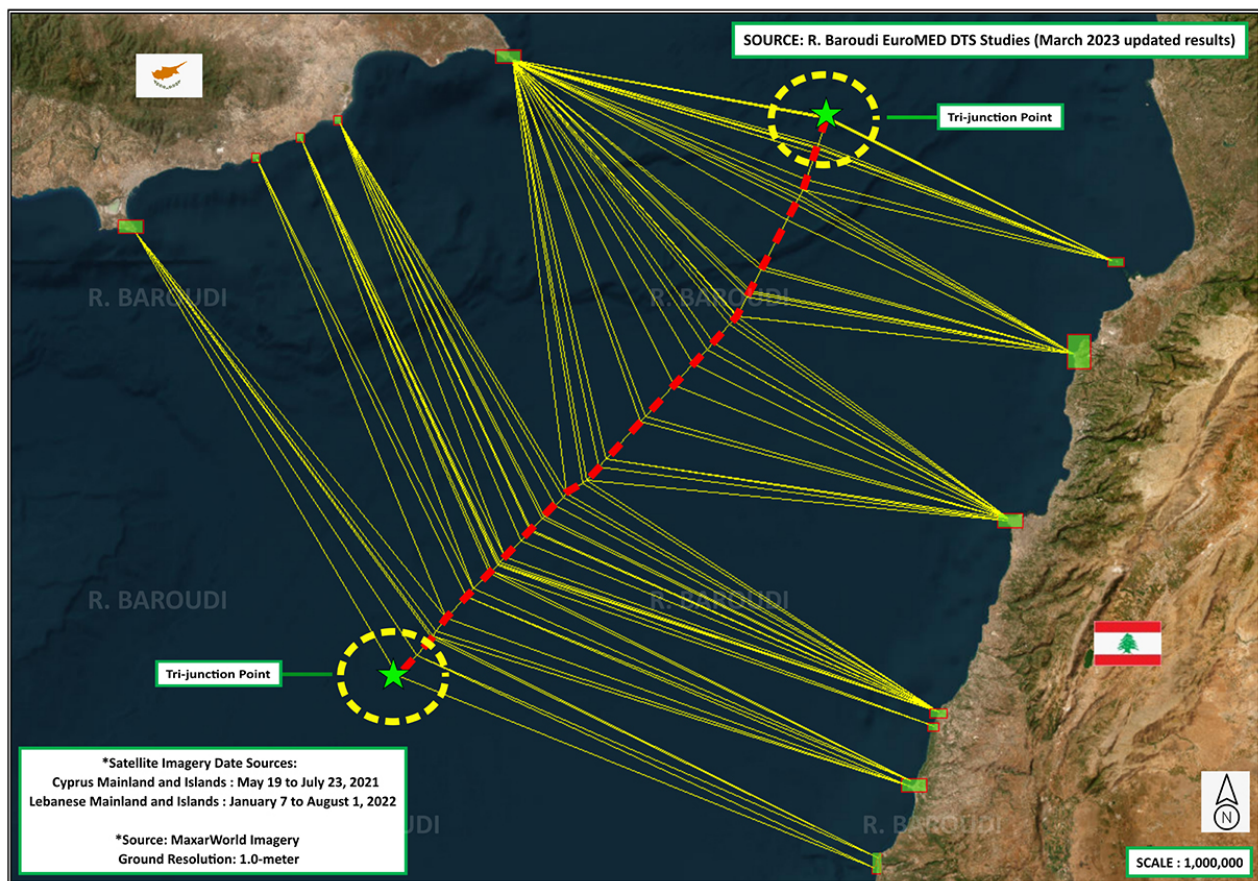 SOURCE: R. Baroudi EuroMED DTS Studies (March 2023 updated results)
Tri-junction Point
R. BAROUDI
R. BAROUDI
R. BAROUDI
R. BAROUDI
Tri-junction Point
*Satellite Imagery Date Sources:
Cyprus Mainland and Islands : May 19 to July 23, 2021
Lebanese Mainland and Islands : January 7 to August 1, 2022
*Source: MaxarWorld Imagery
Ground Resolution: 1.0-meter
AROUDI
R. BAROUDI
N
SCALE : 1,000,000